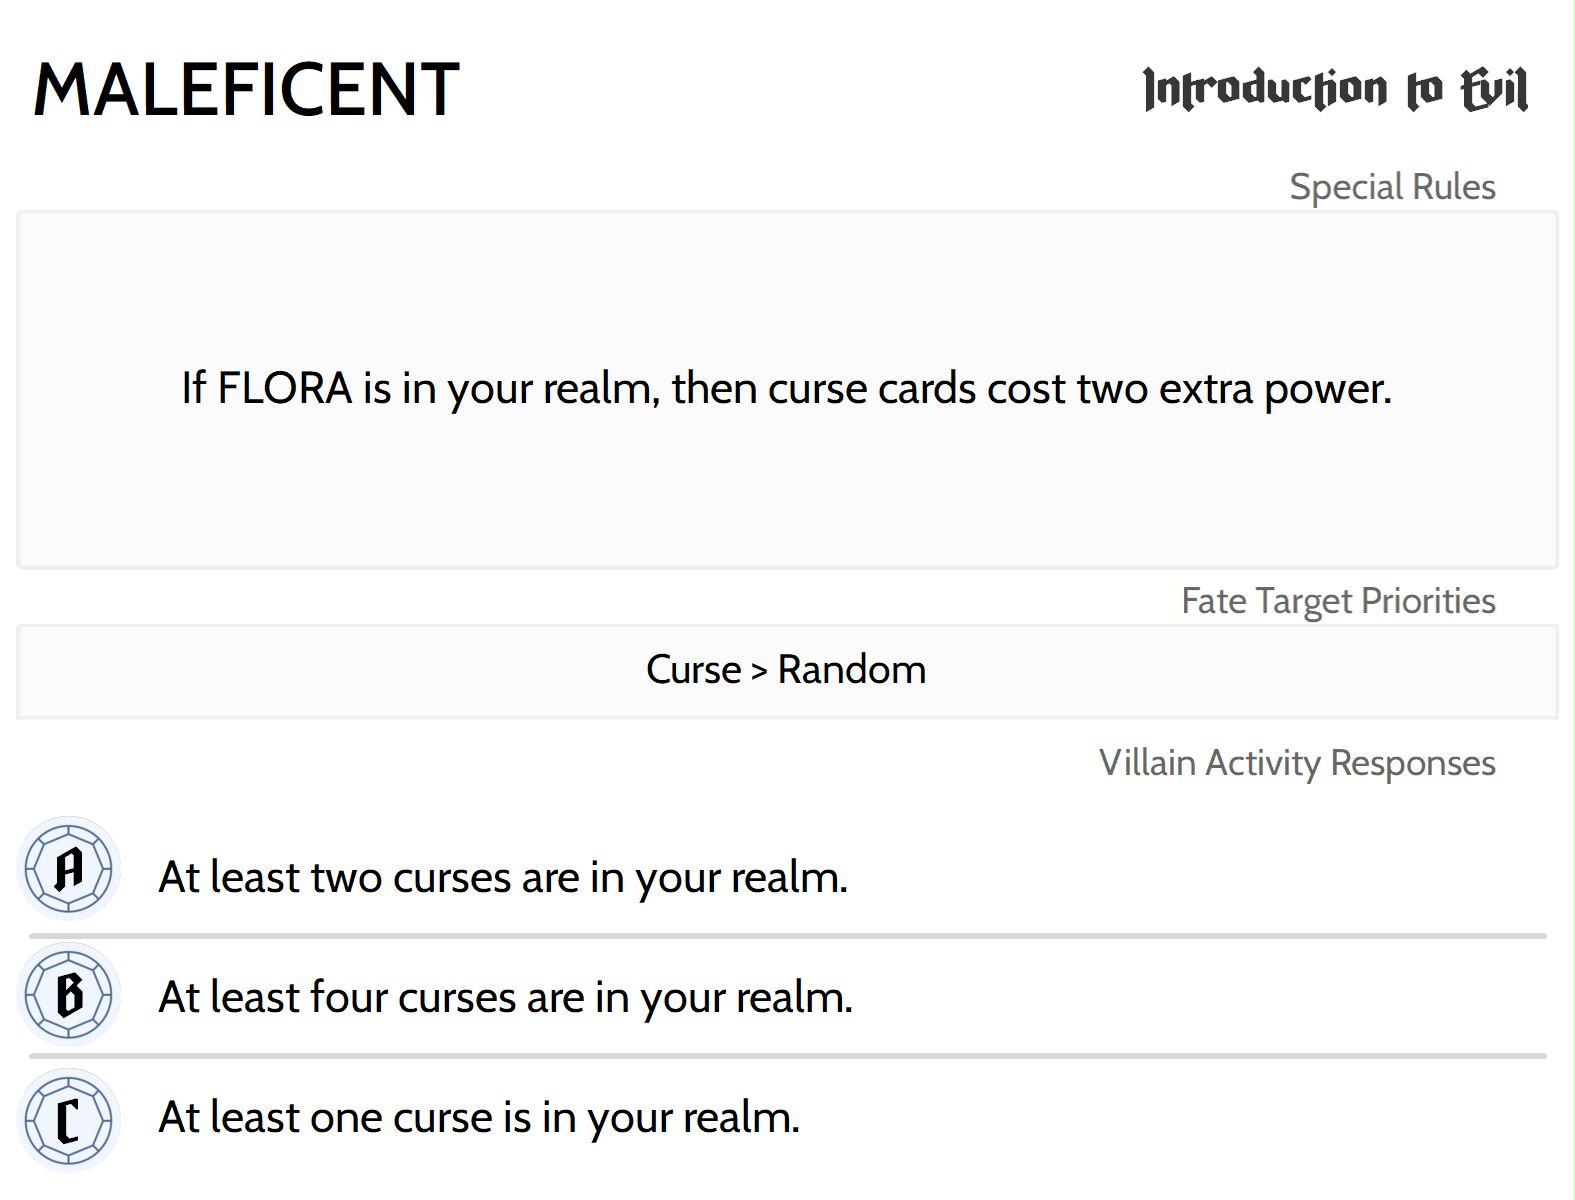 MALEFICENT
Introduction to Evil
Special Rules
If FLORA is in your realm, then curse cards cost two extra power.
Fate Target Priorities
Curse > Random
Villain Activity Responses
A
At least two curses are in your realm.
B
At least four curses are in your realm.
C
At least one curse is in your realm.